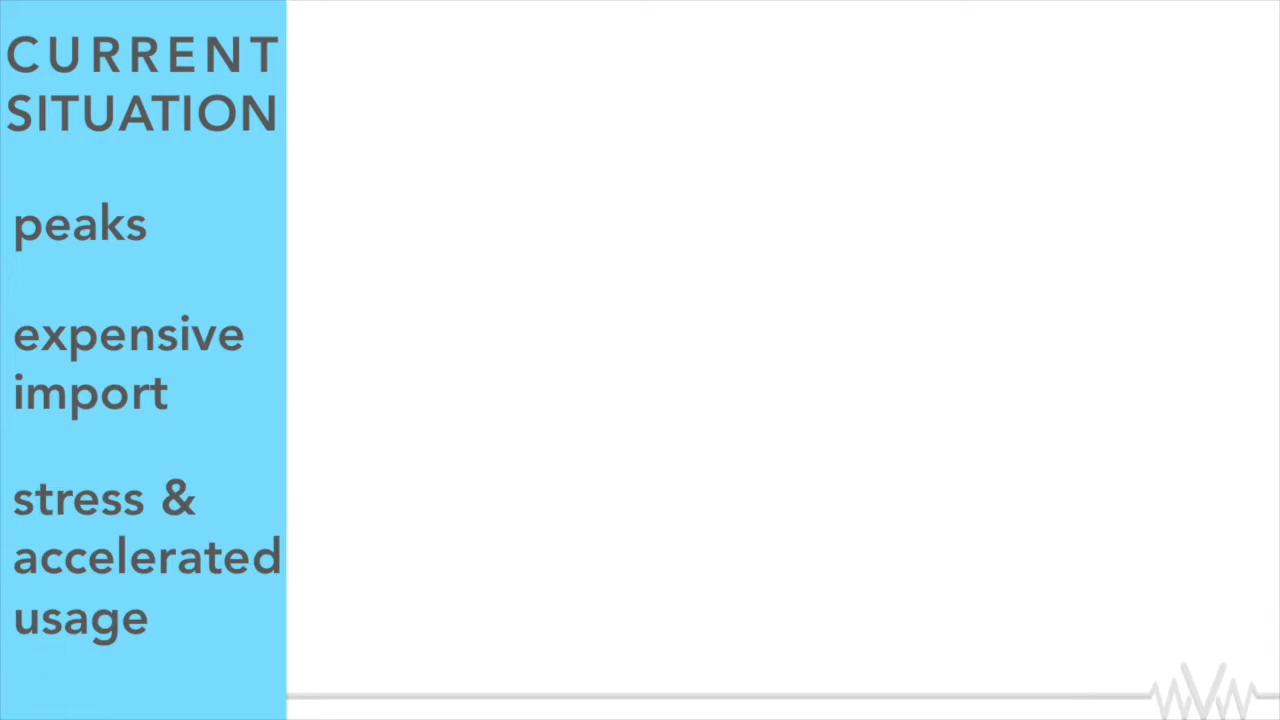 CURRENT
SITUATION
peaks
expensive
import
stress &
accelerated
usage